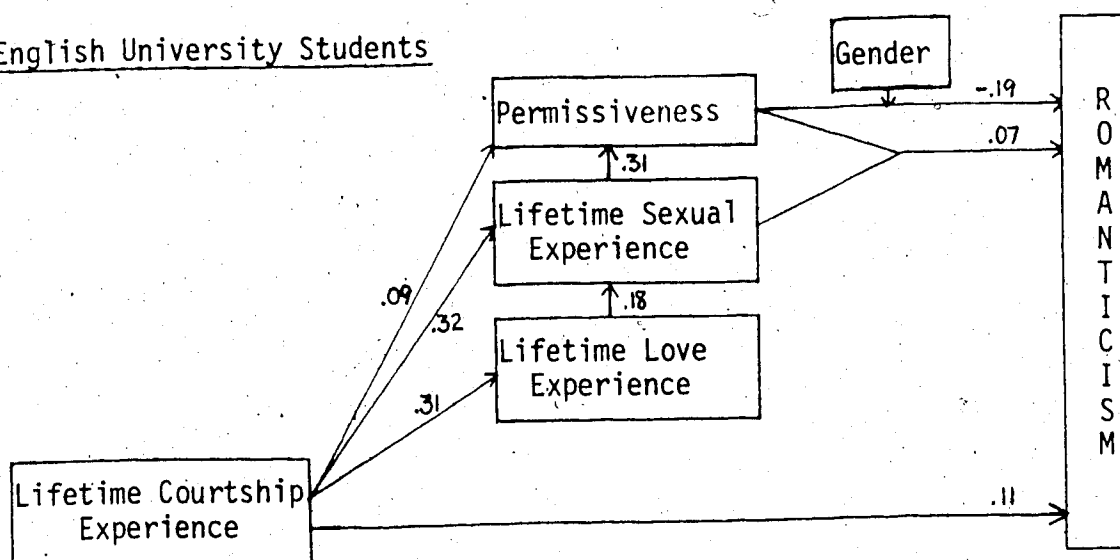 English University Students
Gender
Permissiveness
-.19
.07
.31
Lifetime Sexual
Experience
.09
.32
.18
Lifetime Love
Experience
.31
Lifetime Courtship
Experience
.11
ROMANTICISM